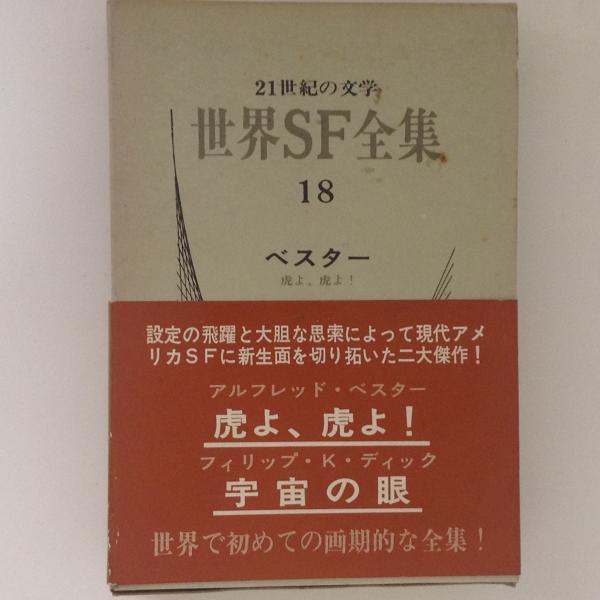 21世紀の文学
世界SF全集
18
ベスター
虎よ、虎よ！
設定の飛躍と大胆な思索によって現代アメ
リカＳＦに新生面を切り拓いた二大傑作！
アルフレッド・ベスター
虎よ、虎よ！
フィリップ・Ｋ・ディック
宇宙の眼
世界で初めての画期的な全集！